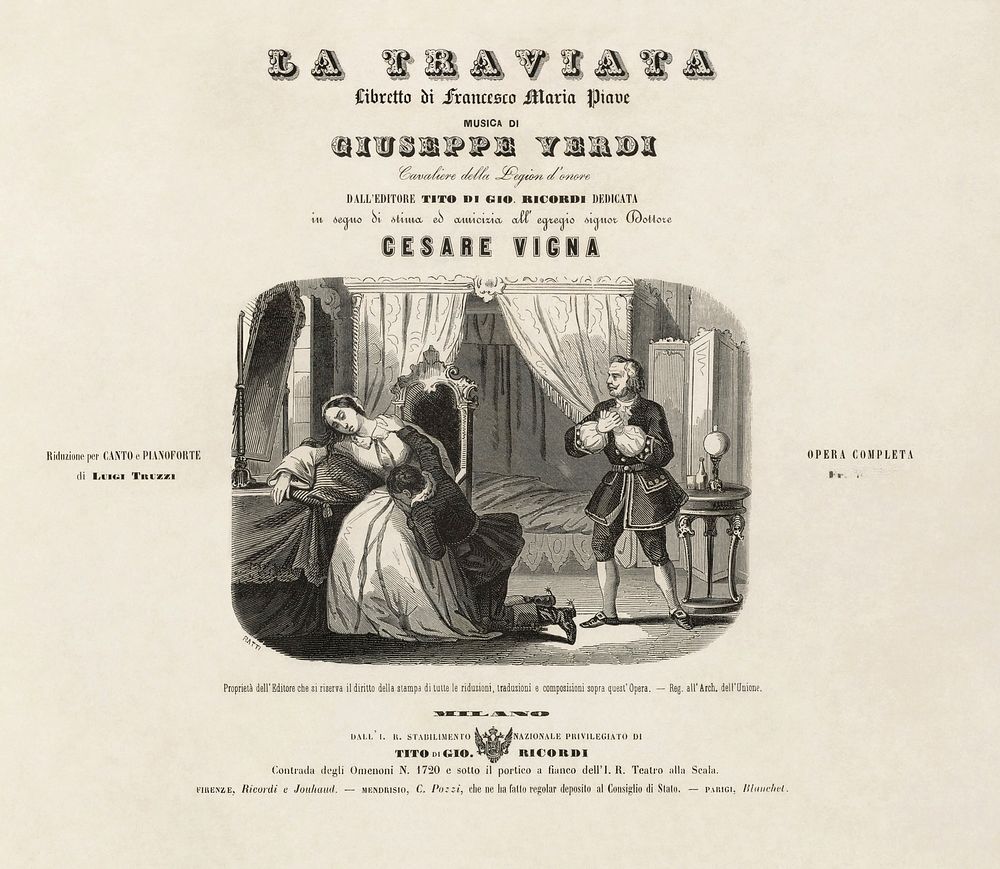 LA TRAVIATA
Libretto di Francesco Maria Piave
MUSICA DI
GIUSEPPE VERDI
Cavaliere della Legion d'onore
DALL'EDITORE TITO DI GIO. RICORDI DEDICATA
in segno di stima ed amicizia all' egregio signor Dottore
CESARE VIGNA
Riduzione per CANTO e PIANOFORTE
di LUIGI TRUZZI
OPERA COMPLETA
Fr.
RATTI
Proprietà dell'Editore che si riserva il diritto della stampa di tutte le riduzioni, traduzioni e composizioni sopra quest'Opera. — Reg. all'Arch. dell'Unione.
MILANO
DALL'I. R. STABILIMENTO NAZIONALE PRIVILEGIATO DI
TITO DI GIO. RICORDI
Contrada degli Omenoni N. 1720 e sotto il portico a fianco dell'I. R. Teatro alla Scala.
FIRENZE, Ricordi e Jouhaud. — MENDRISIO, C. Pozzi, che ne ha fatto regolar deposito al Consiglio di Stato. — PARIGI, Blanchet.